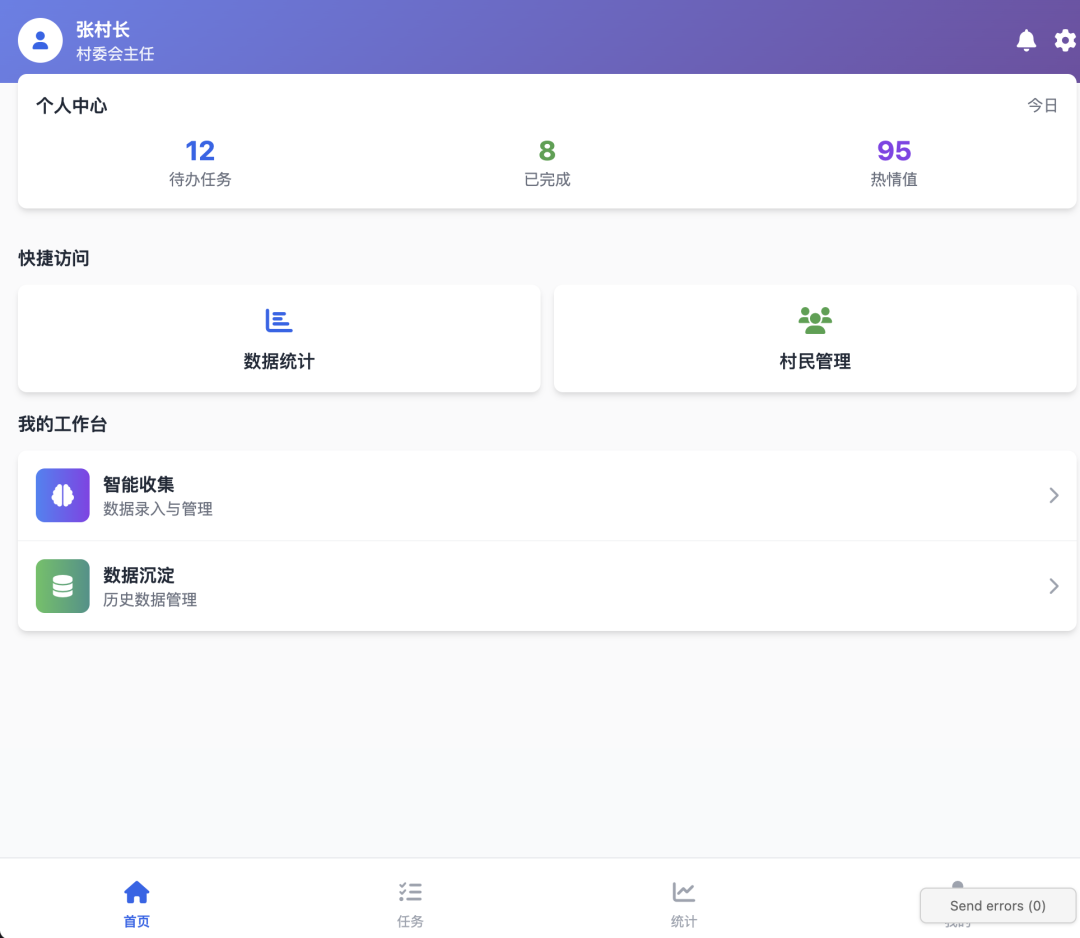 张村长
村委会主任
个人中心
今日
12
8
95
待办任务
已完成
热情值
快捷访问
数据统计
村民管理
我的工作台
智能收集
数据录入与管理
数据沉淀
历史数据管理
首页
任务
统计
我的
Send errors (0)